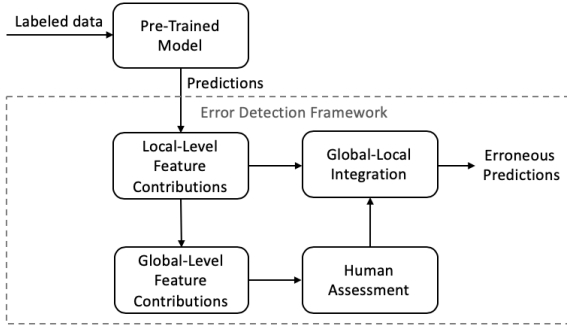 Labeled data
Pre-Trained
Model
Predictions
Error Detection Framework
Local-Level
Feature
Contributions
Global-Local
Integration
Erroneous
Predictions
Global-Level
Feature
Contributions
Human
Assessment